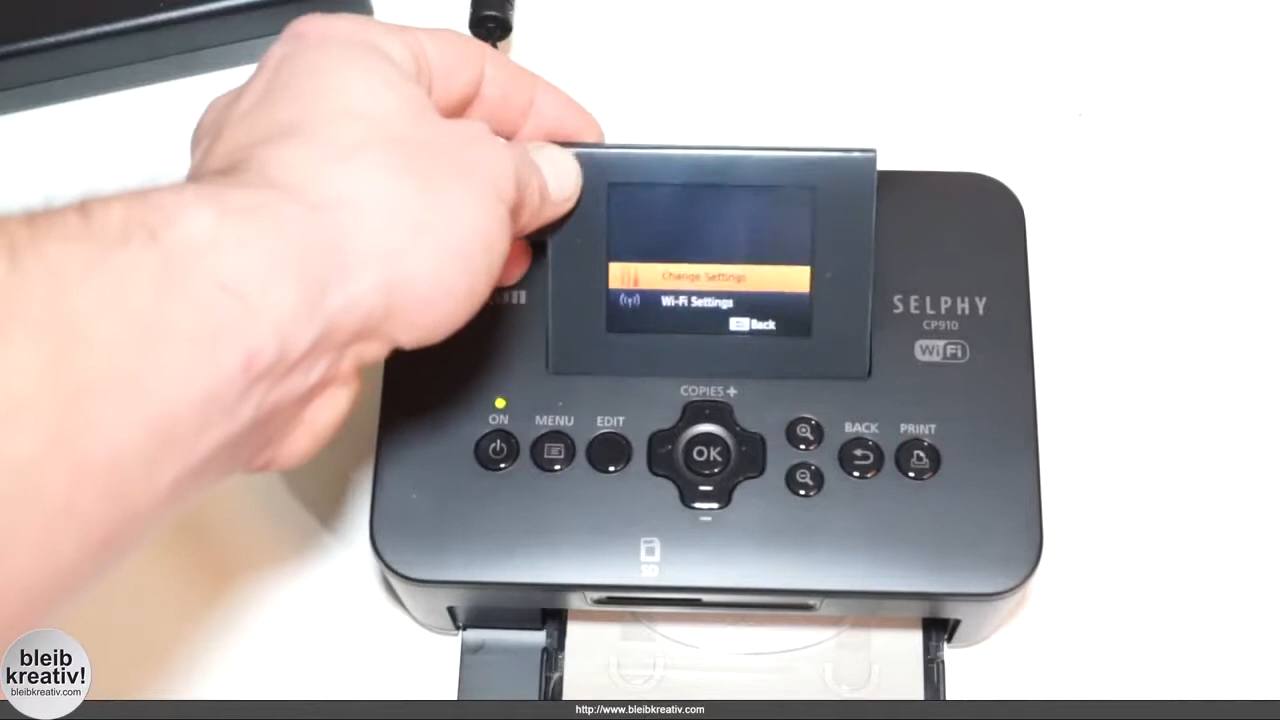 Change Settings
Wi-Fi Settings
Back
SELPHY
CP910
WiFi
COPIES+
ON
MENU
EDIT
OK
BACK
PRINT
SD
bleib
kreativ!
bleibkreativ.com
http://www.bleibkreativ.com